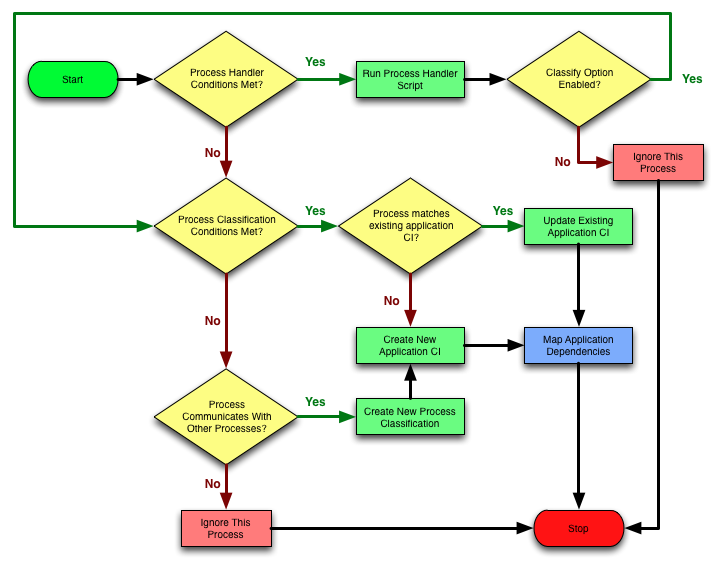 Start
Process Handler
Conditions Met?
Yes
Run Process Handler
Script
Classify Option
Enabled?
Yes
No
No
Ignore This
Process
Process Classification
Conditions Met?
Yes
Process matches
existing application
CI?
Yes
Update Existing
Application CI
No
No
Create New
Application CI
Map Application
Dependencies
Process
Communicates With
Other Processes?
Yes
Create New Process
Classification
No
Ignore This
Process
Stop